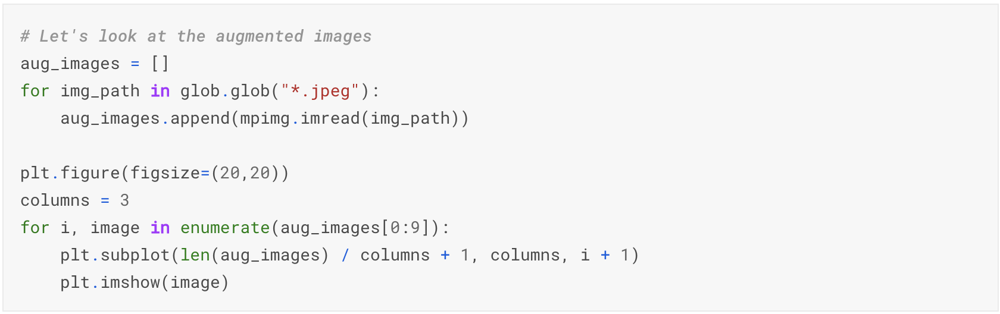 # Let's look at the augmented images
aug_images = []
for img_path in glob.glob("*.jpeg"):
    aug_images.append(mpimg.imread(img_path))

plt.figure(figsize=(20,20))
columns = 3
for i, image in enumerate(aug_images[0:9]):
    plt.subplot(len(aug_images) / columns + 1, columns, i + 1)
    plt.imshow(image)